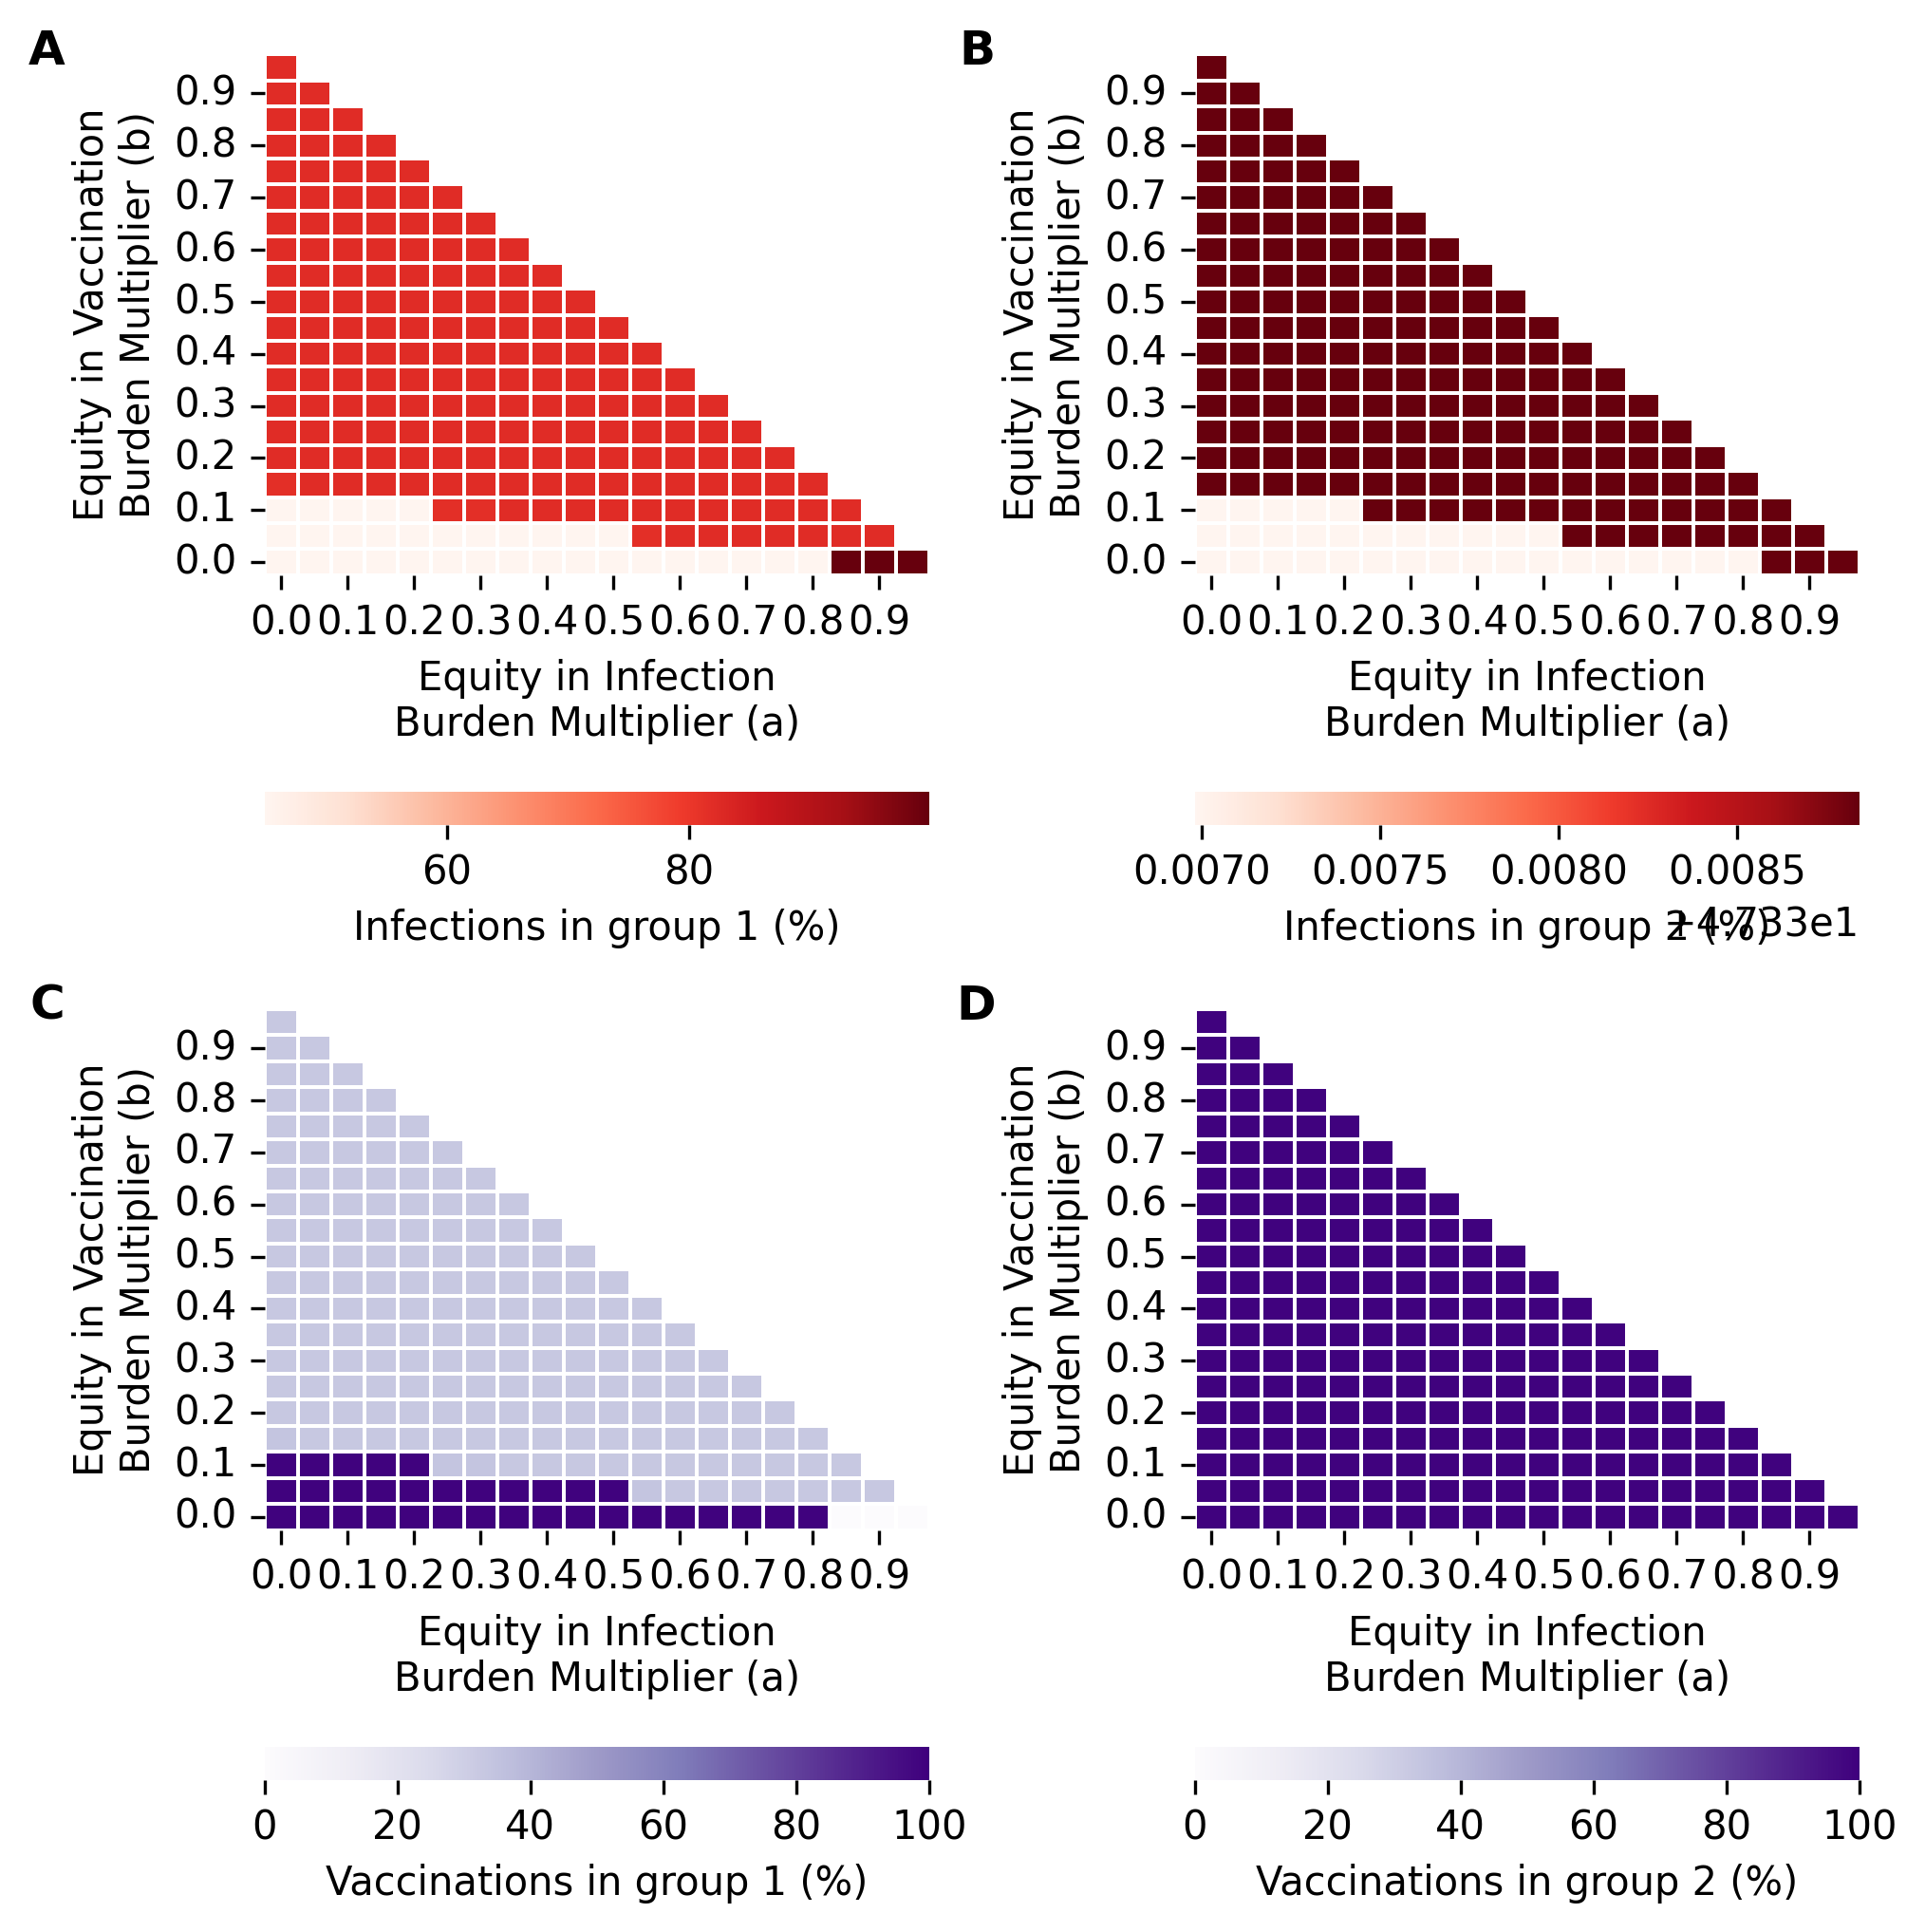 A
Equity in Vaccination
Burden Multiplier (b)
0.9
0.8
0.7
0.6
0.5
0.4
0.3
0.2
0.1
0.0
0.0 0.1 0.2 0.3 0.4 0.5 0.6 0.7 0.8 0.9
Equity in Infection
Burden Multiplier (a)
60 80
Infections in group 1 (%)
B
Equity in Vaccination
Burden Multiplier (b)
0.9
0.8
0.7
0.6
0.5
0.4
0.3
0.2
0.1
0.0
0.0 0.1 0.2 0.3 0.4 0.5 0.6 0.7 0.8 0.9
Equity in Infection
Burden Multiplier (a)
0.0070 0.0075 0.0080 0.0085
Infections in group 2 (%)
+4.733e1
C
Equity in Vaccination
Burden Multiplier (b)
0.9
0.8
0.7
0.6
0.5
0.4
0.3
0.2
0.1
0.0
0.0 0.1 0.2 0.3 0.4 0.5 0.6 0.7 0.8 0.9
Equity in Infection
Burden Multiplier (a)
0 20 40 60 80 100
Vaccinations in group 1 (%)
D
Equity in Vaccination
Burden Multiplier (b)
0.9
0.8
0.7
0.6
0.5
0.4
0.3
0.2
0.1
0.0
0.0 0.1 0.2 0.3 0.4 0.5 0.6 0.7 0.8 0.9
Equity in Infection
Burden Multiplier (a)
0 20 40 60 80 100
Vaccinations in group 2 (%)